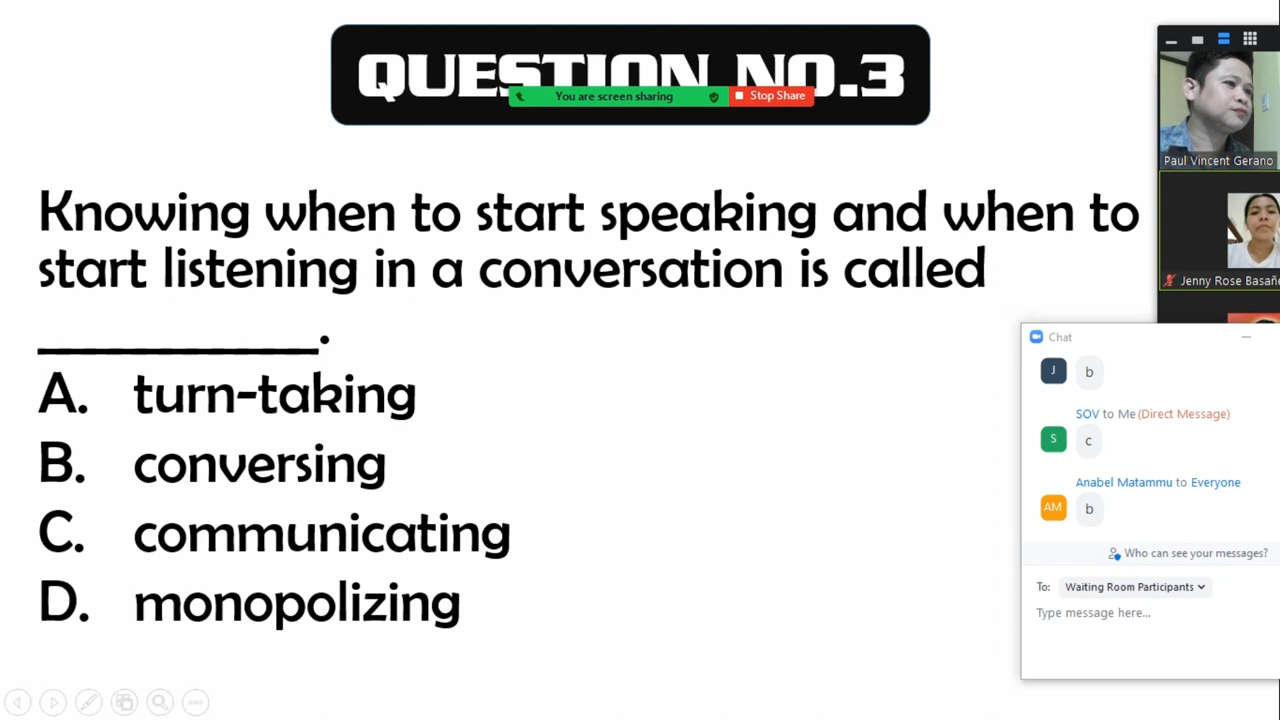 QUESTION NO.3
You are screen sharing
Stop Share
Knowing when to start speaking and when to
start listening in a conversation is called
___________.
A. turn-taking
B. conversing
C. communicating
D. monopolizing
Paul Vincent Gerano
Jenny Rose Basañe
Chat
J
b
SOV to Me (Direct Message)
S
c
Anabel Matammu to Everyone
AM
b
Who can see your messages?
To: Waiting Room Participants
Type message here...